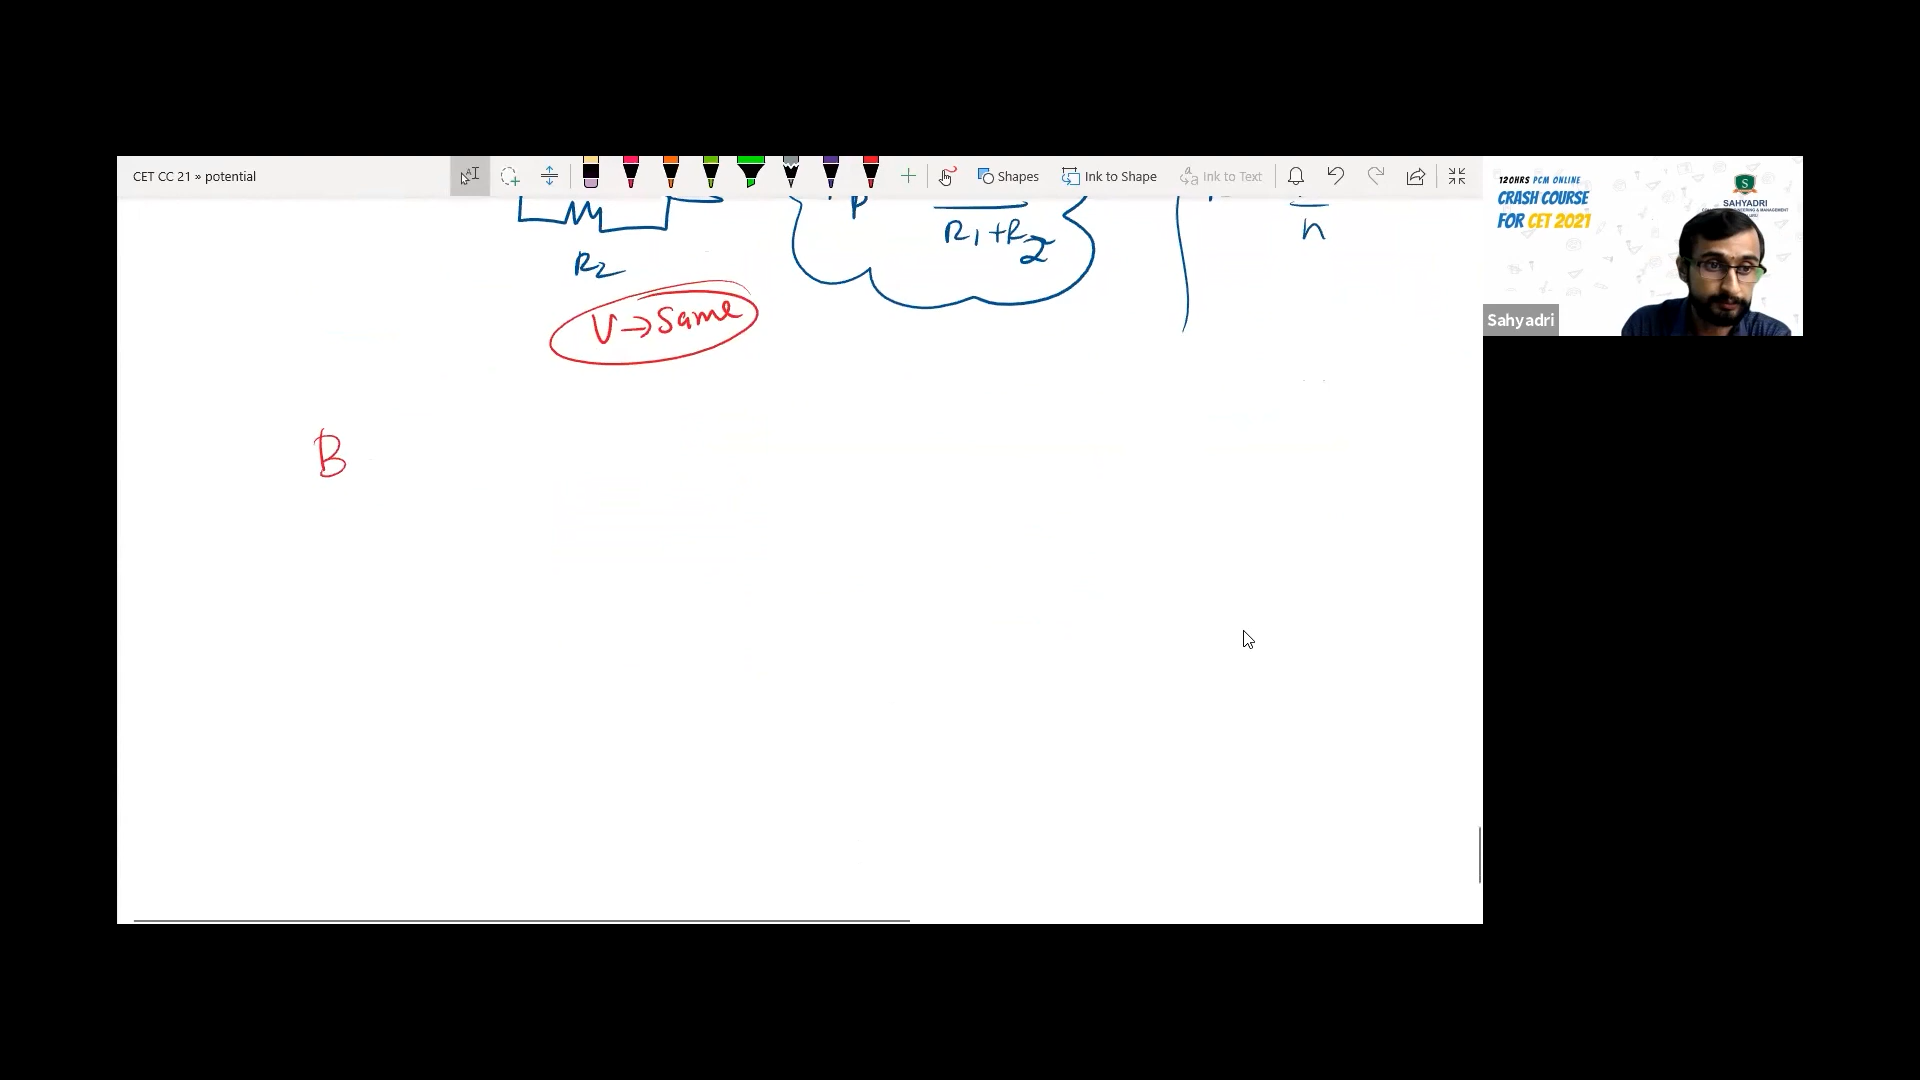 CET CC 21 » potential
Shapes
Ink to Shape
Ink to Text
120HRS PCM ONLINE
CRASH COURSE
FOR CET 2021
S
SAHYADRI
Sahyadri
P
R1+R2
n
R2
V→Same
B